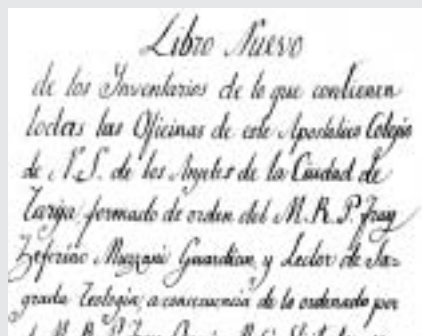 Libro Nuevo
de los Inventarios de lo que contienen
todas las Oficinas de este Apostolico Colegio
de N.S. de los Angeles de la Ciudad de
Tarija formado de orden del M.R.P. Fray
Zeferino Muzzani Guardian, y Lector de Sa=
grada Teologia, a consecuencia de lo ordenado por
M. R. P. Fray